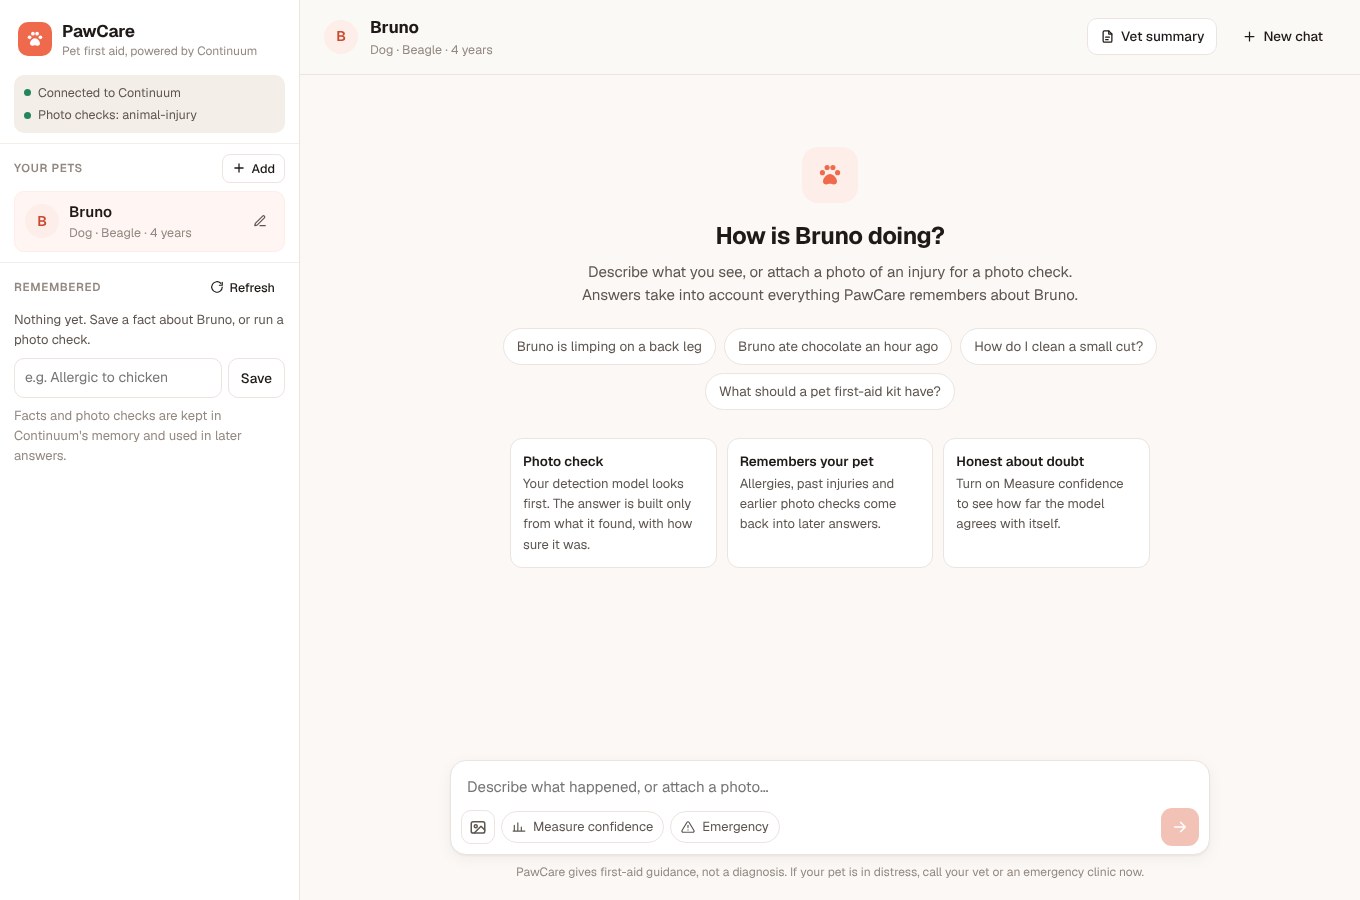 PawCare
Pet first aid, powered by Continuum
Connected to Continuum
Photo checks: animal-injury
YOUR PETS
Add
B
Bruno
Dog · Beagle · 4 years
REMEMBERED
Refresh
Nothing yet. Save a fact about Bruno, or run a
photo check.
e.g. Allergic to chicken
Save
Facts and photo checks are kept in
Continuum's memory and used in later
answers.
B
Bruno
Dog · Beagle · 4 years
Vet summary
New chat
How is Bruno doing?
Describe what you see, or attach a photo of an injury for a photo check.
Answers take into account everything PawCare remembers about Bruno.
Bruno is limping on a back leg
Bruno ate chocolate an hour ago
How do I clean a small cut?
What should a pet first-aid kit have?
Photo check
Your detection model looks
first. The answer is built only
from what it found, with how
sure it was.
Remembers your pet
Allergies, past injuries and
earlier photo checks come
back into later answers.
Honest about doubt
Turn on Measure confidence
to see how far the model
agrees with itself.
Describe what happened, or attach a photo...
Measure confidence
Emergency
PawCare gives first-aid guidance, not a diagnosis. If your pet is in distress, call your vet or an emergency clinic now.